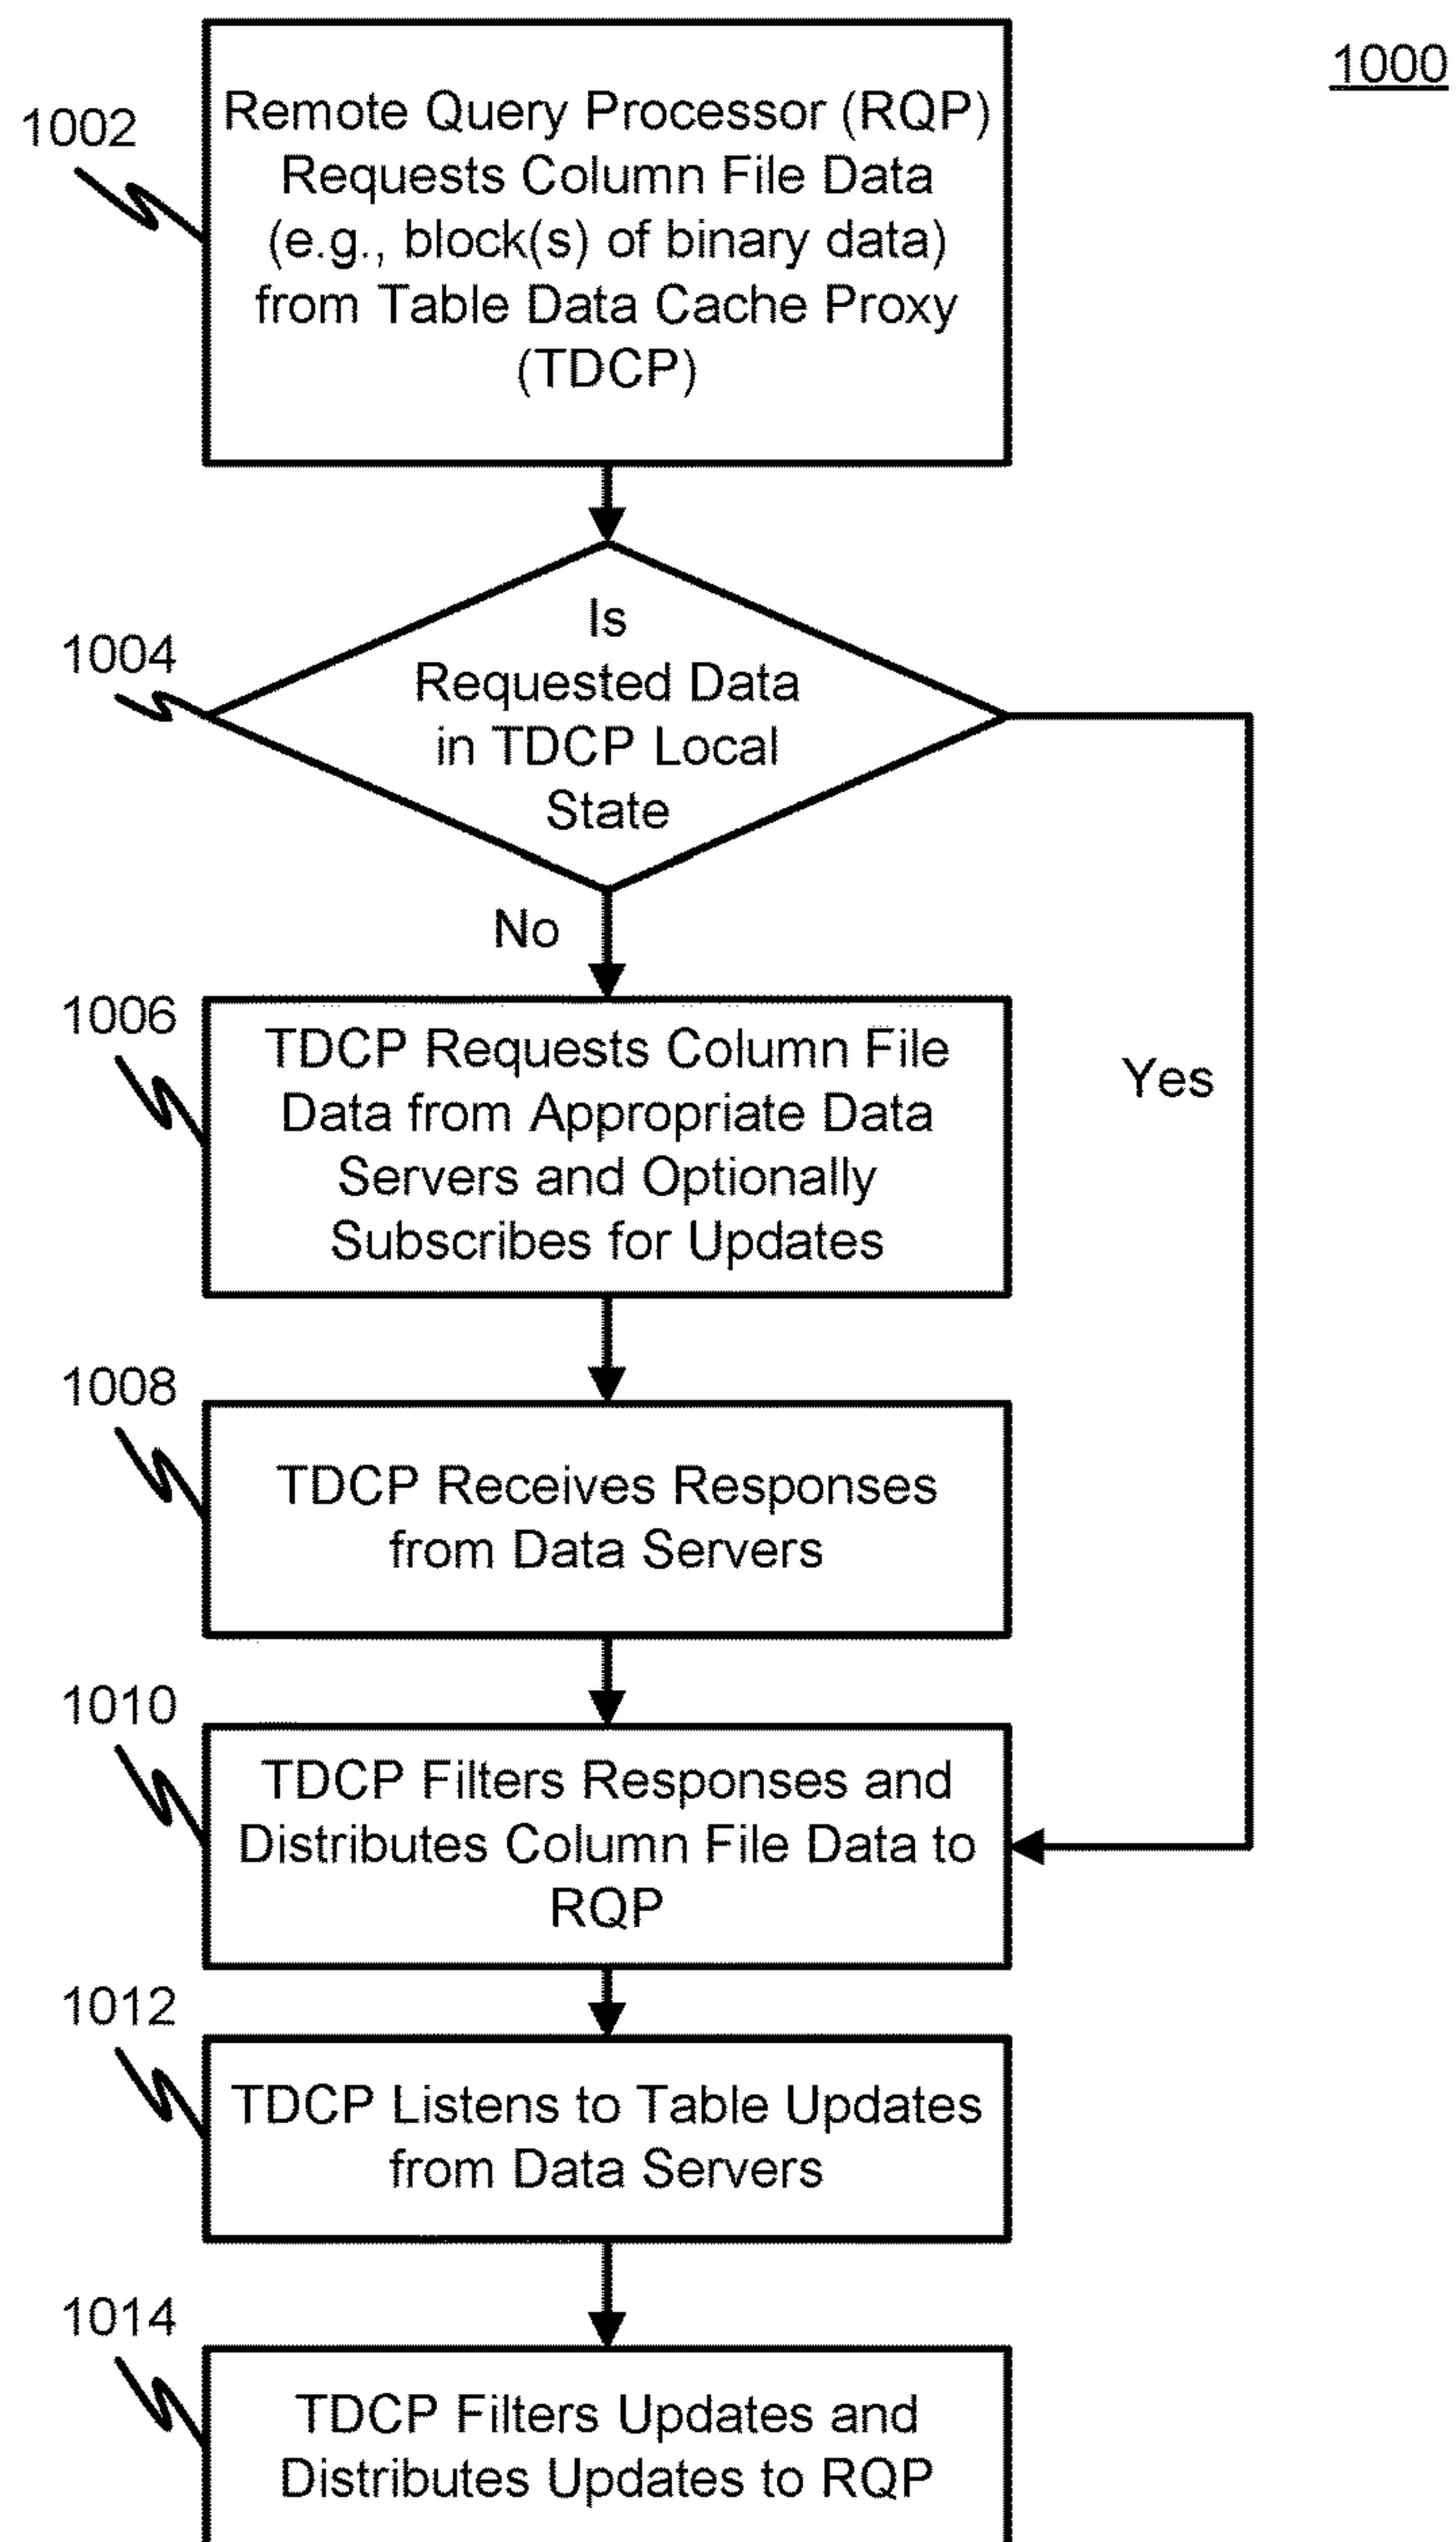 1000
1002
Remote Query Processor (RQP)
Requests Column File Data
(e.g., block(s) of binary data)
from Table Data Cache Proxy
(TDCP)
1004
Is
Requested Data
in TDCP Local
State
No
Yes
1006
TDCP Requests Column File
Data from Appropriate Data
Servers and Optionally
Subscribes for Updates
1008
TDCP Receives Responses
from Data Servers
1010
TDCP Filters Responses and
Distributes Column File Data to
RQP
1012
TDCP Listens to Table Updates
from Data Servers
1014
TDCP Filters Updates and
Distributes Updates to RQP